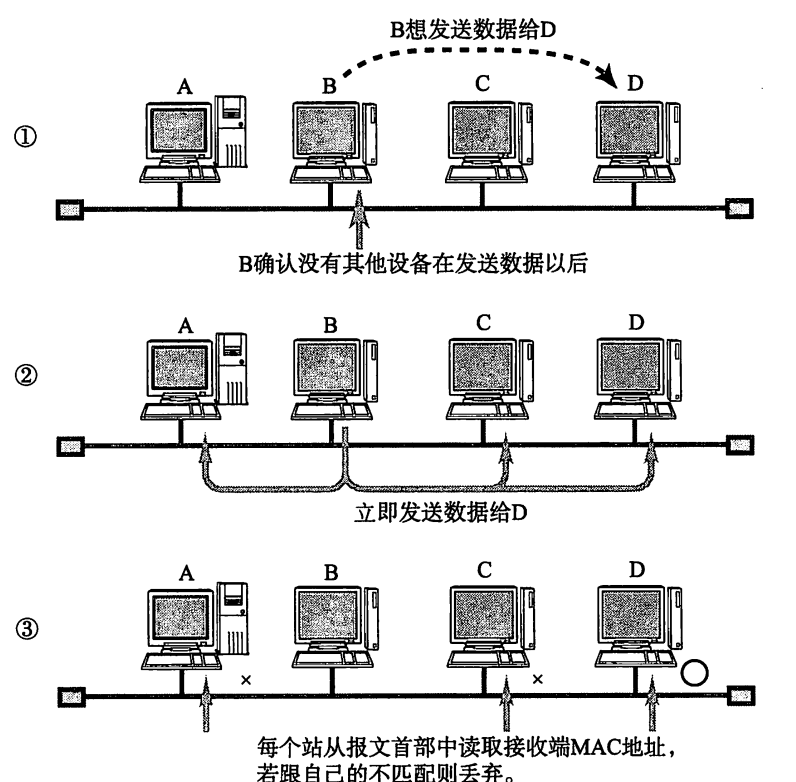 B想发送数据给D
A B C D
①
B确认没有其他设备在发送数据以后
A B C D
②
立即发送数据给D
A B C D
③
× ×
每个站从报文首部中读取接收端MAC地址，
若跟自己的不匹配则丢弃。